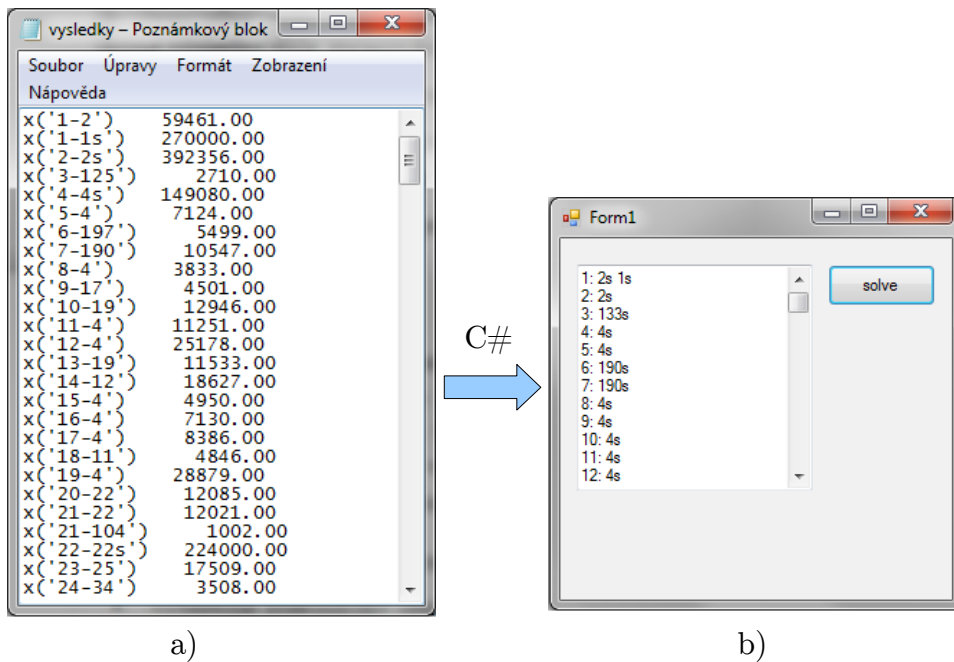 vysledky – Poznámkový blok
Soubor Úpravy Formát Zobrazení
Nápověda
x('1-2') 59461.00
x('1-1s') 270000.00
x('2-2s') 392356.00
x('3-125') 2710.00
x('4-4s') 149080.00
x('5-4') 7124.00
x('6-197') 5499.00
x('7-190') 10547.00
x('8-4') 3833.00
x('9-17') 4501.00
x('10-19') 12946.00
x('11-4') 11251.00
x('12-4') 25178.00
x('13-19') 11533.00
x('14-12') 18627.00
x('15-4') 4950.00
x('16-4') 7130.00
x('17-4') 8386.00
x('18-11') 4846.00
x('19-4') 28879.00
x('20-22') 12085.00
x('21-22') 12021.00
x('21-104') 1002.00
x('22-22s') 224000.00
x('23-25') 17509.00
x('24-34') 3508.00
a)
C#
Form1
1: 2s 1s
2: 2s
3: 133s
4: 4s
5: 4s
6: 190s
7: 190s
8: 4s
9: 4s
10: 4s
11: 4s
12: 4s
solve
b)